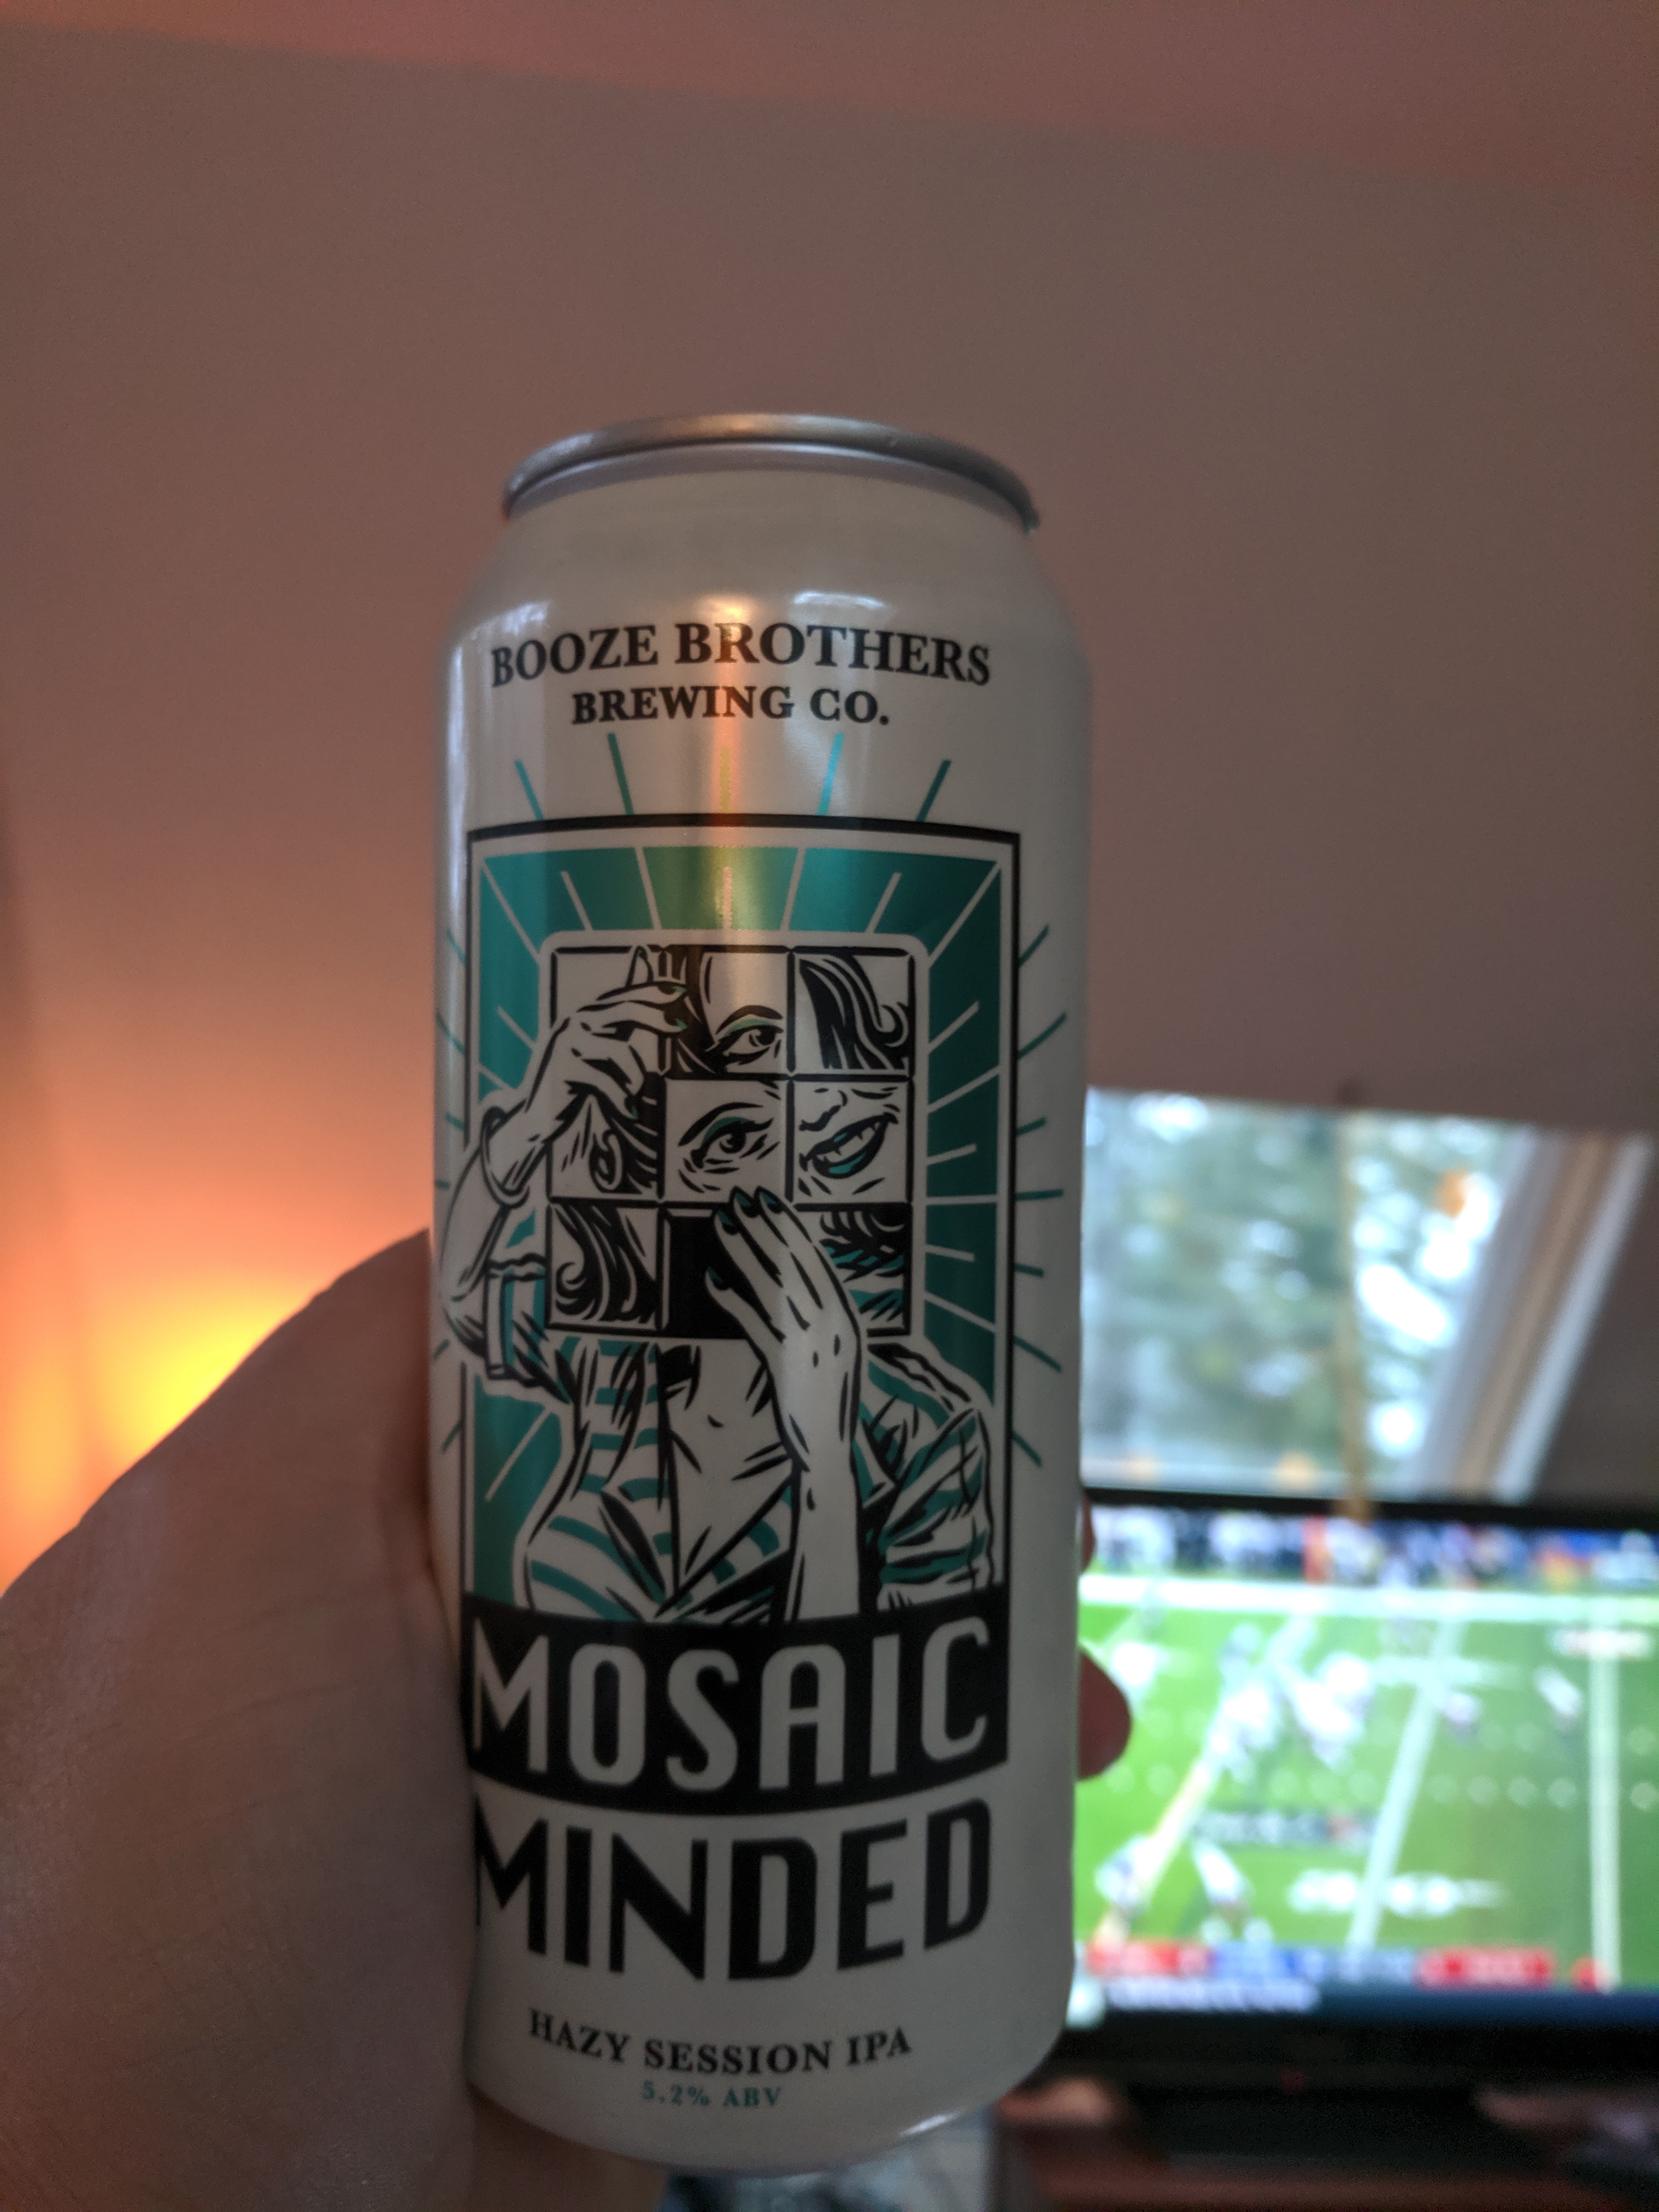 BOOZE BROTHERS
BREWING CO.
MOSAIC
MINDED
HAZY SESSION IPA
5.2% ABV